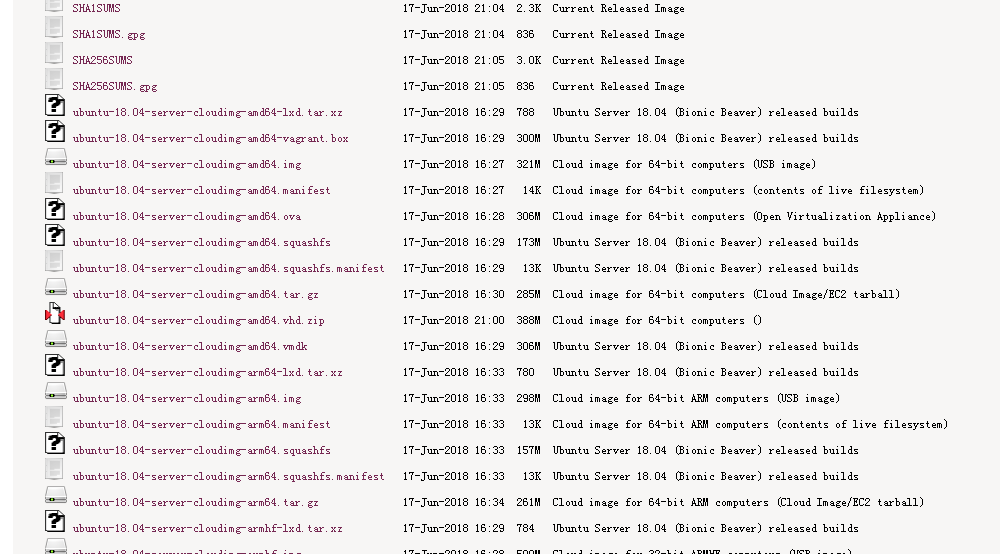 SHA1SUMS 17-Jun-2018 21:04 2.3K Current Released Image
SHA1SUMS.gpg 17-Jun-2018 21:04 836 Current Released Image
SHA256SUMS 17-Jun-2018 21:05 3.0K Current Released Image
SHA256SUMS.gpg 17-Jun-2018 21:05 836 Current Released Image
ubuntu-18.04-server-cloudimg-amd64-lxd.tar.xz 17-Jun-2018 16:29 788 Ubuntu Server 18.04 (Bionic Beaver) released builds
ubuntu-18.04-server-cloudimg-amd64-vagrant.box 17-Jun-2018 16:29 300M Ubuntu Server 18.04 (Bionic Beaver) released builds
ubuntu-18.04-server-cloudimg-amd64.img 17-Jun-2018 16:27 321M Cloud image for 64-bit computers (USB image)
ubuntu-18.04-server-cloudimg-amd64.manifest 17-Jun-2018 16:27 14K Cloud image for 64-bit computers (contents of live filesystem)
ubuntu-18.04-server-cloudimg-amd64.ova 17-Jun-2018 16:28 306M Cloud image for 64-bit computers (Open Virtualization Appliance)
ubuntu-18.04-server-cloudimg-amd64.squashfs 17-Jun-2018 16:29 173M Ubuntu Server 18.04 (Bionic Beaver) released builds
ubuntu-18.04-server-cloudimg-amd64.squashfs.manifest 17-Jun-2018 16:29 13K Ubuntu Server 18.04 (Bionic Beaver) released builds
ubuntu-18.04-server-cloudimg-amd64.tar.gz 17-Jun-2018 16:30 285M Cloud image for 64-bit computers (Cloud Image/EC2 tarball)
ubuntu-18.04-server-cloudimg-amd64.vhd.zip 17-Jun-2018 21:00 388M Cloud image for 64-bit computers ()
ubuntu-18.04-server-cloudimg-amd64.vmdk 17-Jun-2018 16:29 306M Ubuntu Server 18.04 (Bionic Beaver) released builds
ubuntu-18.04-server-cloudimg-arm64-lxd.tar.xz 17-Jun-2018 16:33 780 Ubuntu Server 18.04 (Bionic Beaver) released builds
ubuntu-18.04-server-cloudimg-arm64.img 17-Jun-2018 16:33 298M Cloud image for 64-bit ARM computers (USB image)
ubuntu-18.04-server-cloudimg-arm64.manifest 17-Jun-2018 16:33 13K Cloud image for 64-bit ARM computers (contents of live filesystem)
ubuntu-18.04-server-cloudimg-arm64.squashfs 17-Jun-2018 16:33 157M Ubuntu Server 18.04 (Bionic Beaver) released builds
ubuntu-18.04-server-cloudimg-arm64.squashfs.manifest 17-Jun-2018 16:33 13K Ubuntu Server 18.04 (Bionic Beaver) released builds
ubuntu-18.04-server-cloudimg-arm64.tar.gz 17-Jun-2018 16:34 261M Cloud image for 64-bit ARM computers (Cloud Image/EC2 tarball)
ubuntu-18.04-server-cloudimg-armhf-lxd.tar.xz 17-Jun-2018 16:29 784 Ubuntu Server 18.04 (Bionic Beaver) released builds